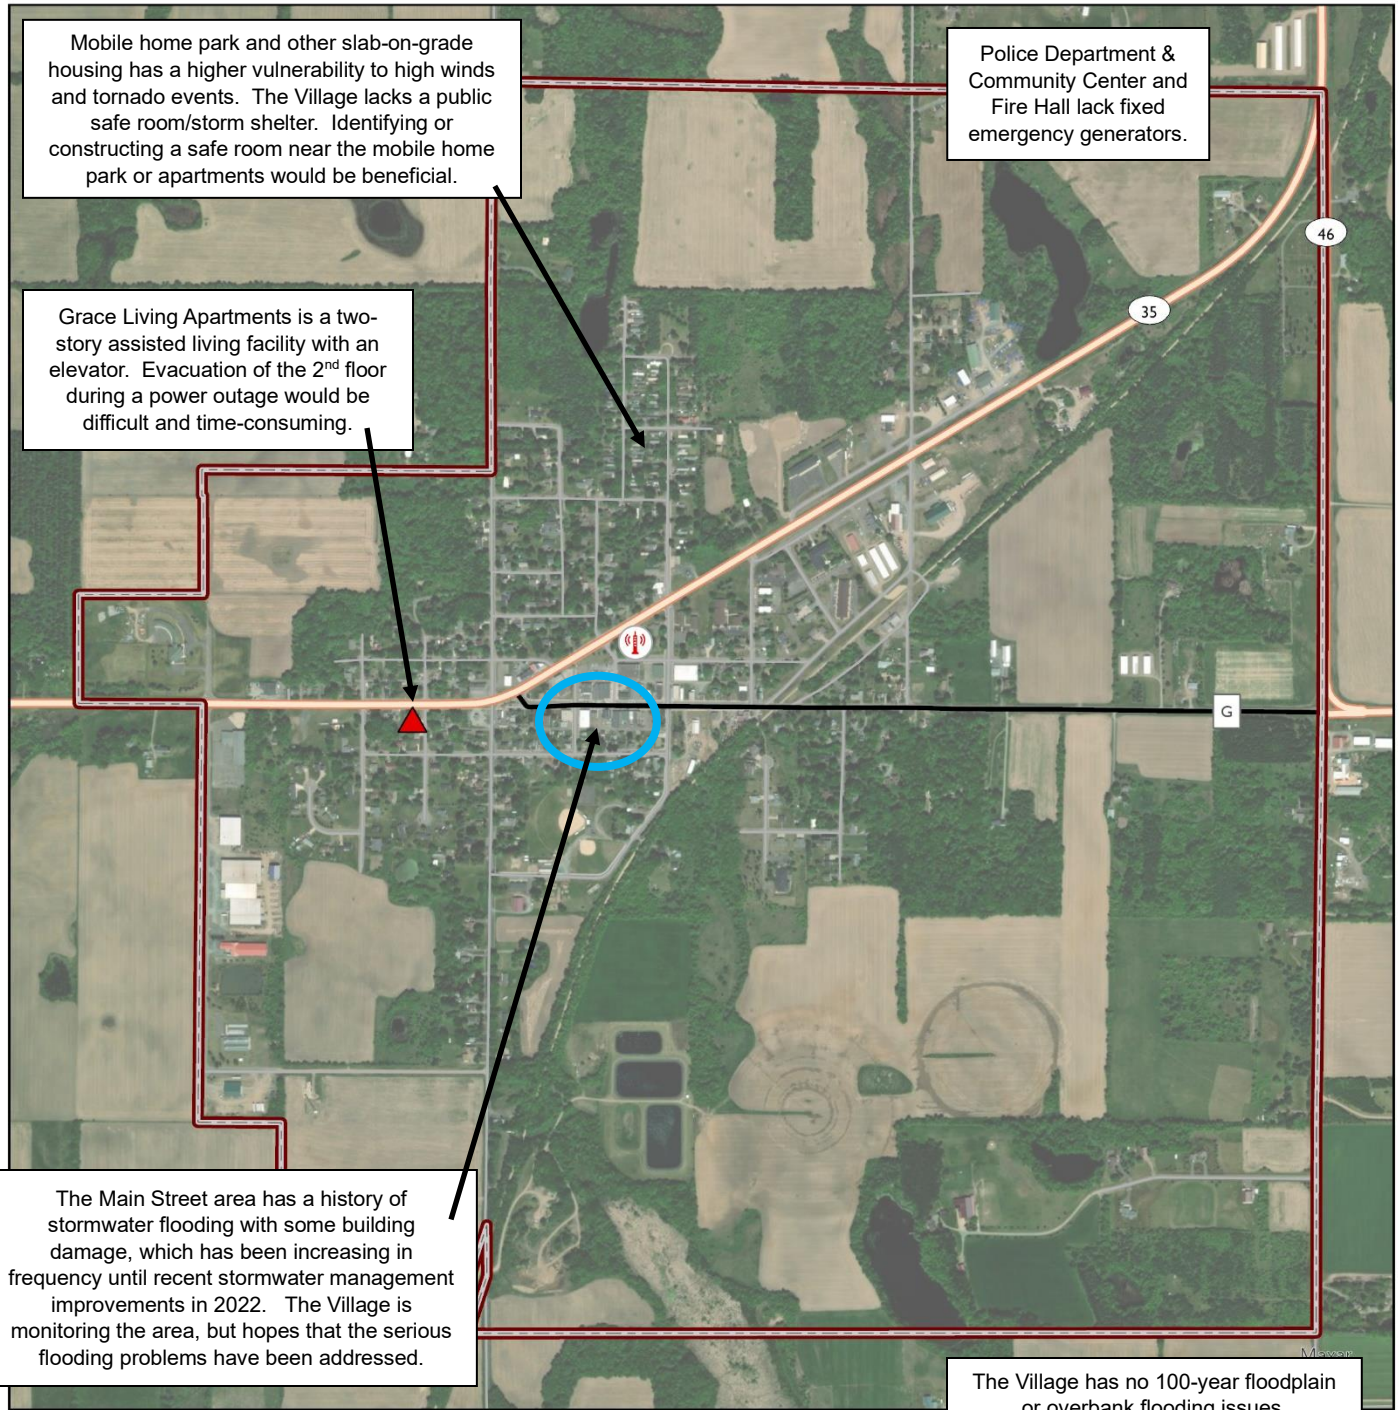 Mobile home park and other slab-on-grade
housing has a higher vulnerability to high winds
and tornado events. The Village lacks a public
safe room/storm shelter. Identifying or
constructing a safe room near the mobile home
park or apartments would be beneficial.
Police Department &
Community Center and
Fire Hall lack fixed
emergency generators.
46
35
Grace Living Apartments is a two-
story assisted living facility with an
elevator. Evacuation of the 2nd floor
during a power outage would be
difficult and time-consuming.
G
The Main Street area has a history of
stormwater flooding with some building
damage, which has been increasing in
frequency until recent stormwater management
improvements in 2022. The Village is
monitoring the area, but hopes that the serious
flooding problems have been addressed.
Maxar
The Village has no 100-year floodplain
or overbank flooding issues